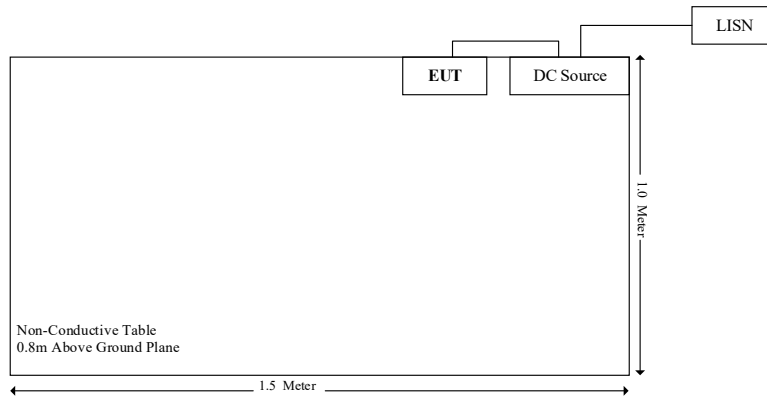 LISN
EUT
DC Source
1.0 Meter
Non-Conductive Table
0.8m Above Ground Plane
1.5 Meter